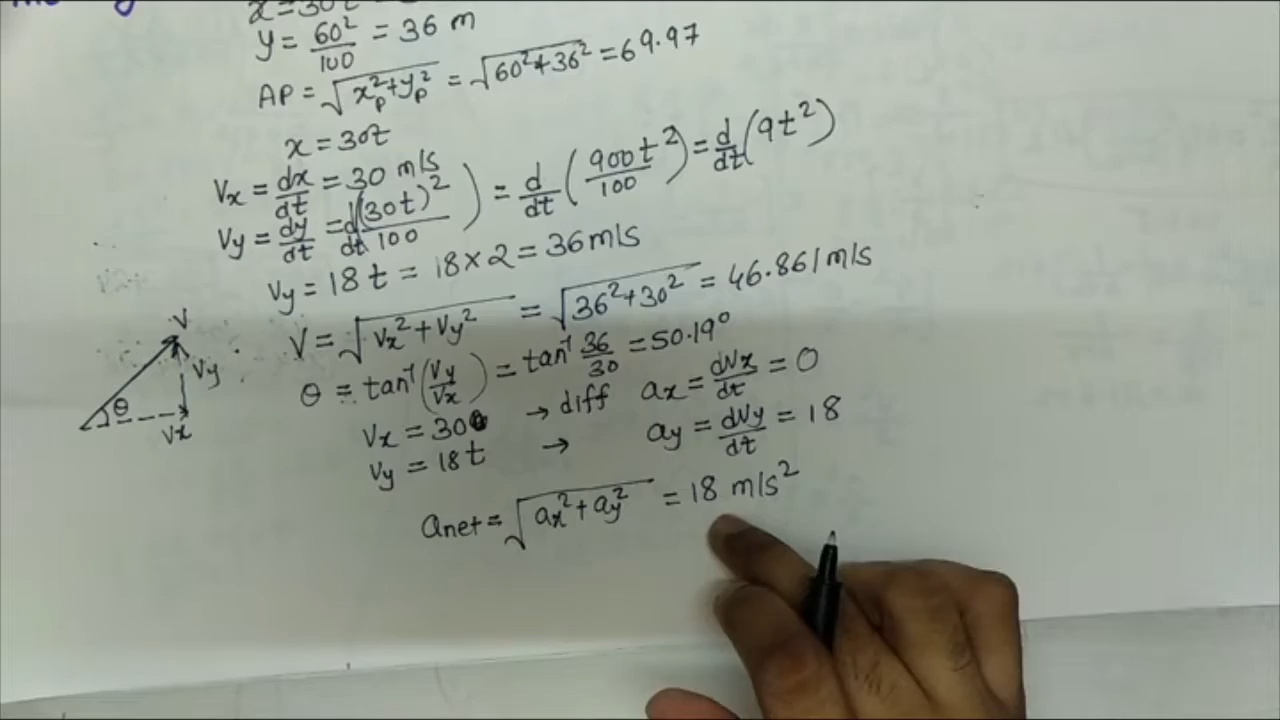 x = 30t =
y = 60²/100 = 36 m
AP = √(xₚ² + yₚ²) = √(60² + 36²) = 69.97
x = 30t
Vx = dx/dt = 30 m/s
Vy = dy/dt = d/dt ((30t)²/100) = d/dt (900t²/100) = d/dt (9t²)
Vy = 18t = 18 × 2 = 36 m/s
V = √(Vx² + Vy²) = √(36² + 30²) = 46.861 m/s
θ = tan⁻¹(Vy/Vx) = tan⁻¹ 36/30 = 50.19°
Vx = 30 → diff ax = dVx/dt = 0
Vy = 18t → ay = dVy/dt = 18
anet = √(ax² + ay²) = 18 m/s²
V
Vy
θ
Vx